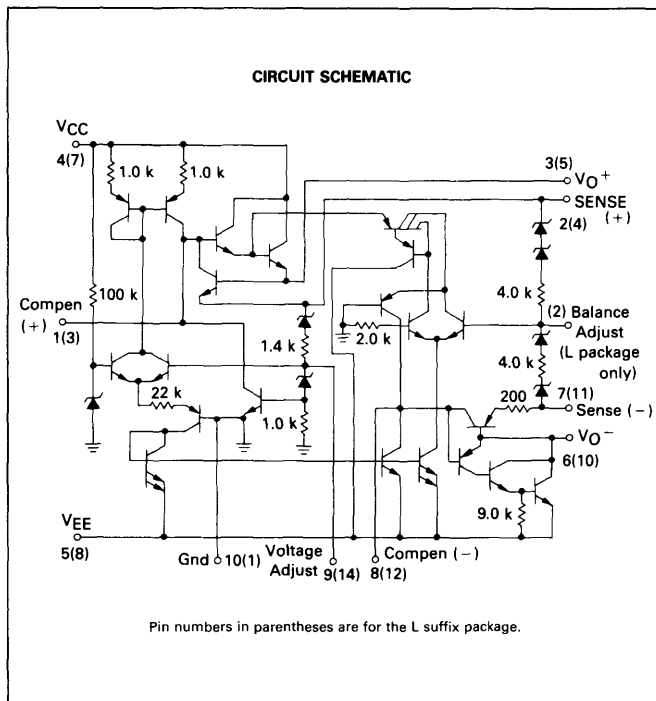 CIRCUIT SCHEMATIC
VCC
4(7)
1.0 k
1.0 k
3(5)
VO+
SENSE
(+)
2(4)
100 k
4.0 k
Compen
(+)
1(3)
(2) Balance
Adjust
(L package
only)
1.4 k
2.0 k
4.0 k
22 k
200
7(11)
Sense (-)
1.0 k
VO-
6(10)
9.0 k
VEE
5(8)
Gnd
10(1)
Voltage
Adjust
9(14)
Compen (-)
8(12)
Pin numbers in parentheses are for the L suffix package.